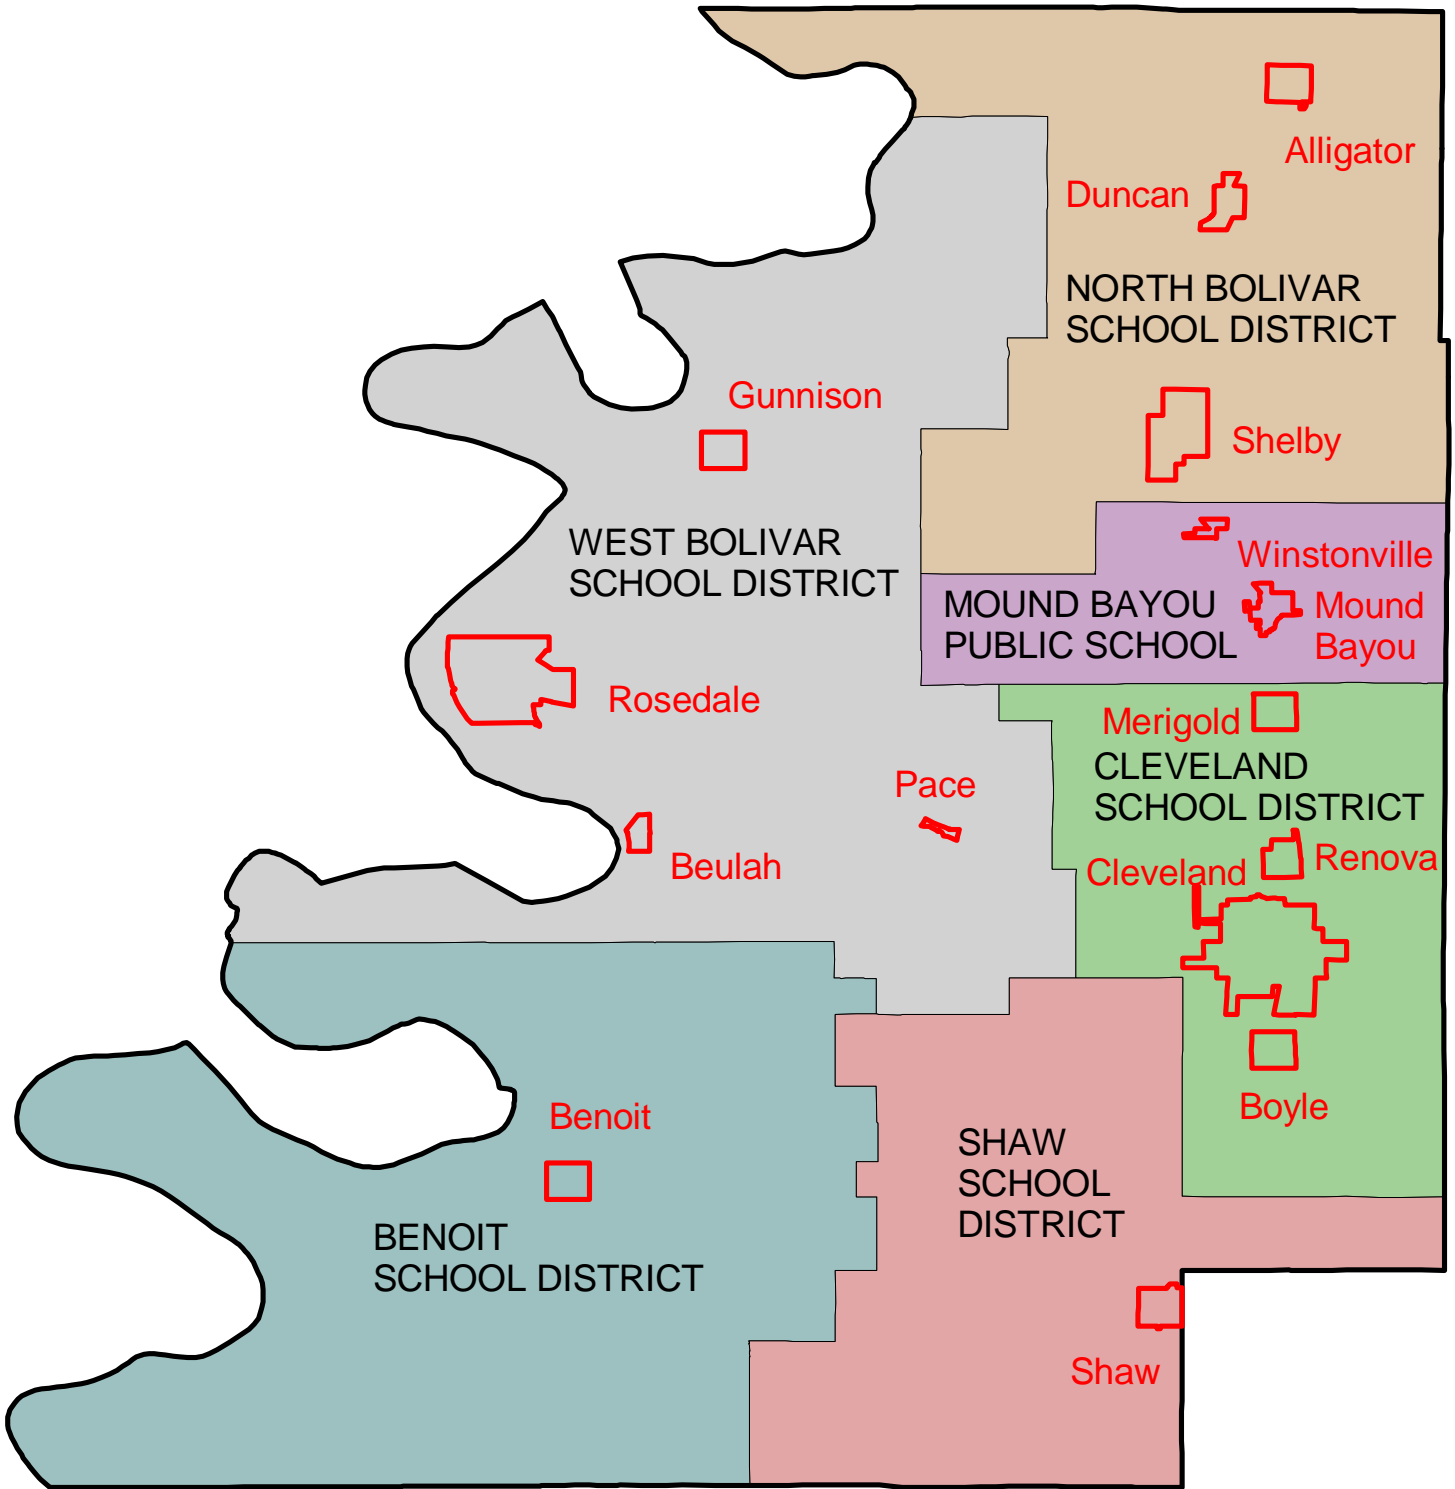 Alligator
Duncan
NORTH BOLIVAR
SCHOOL DISTRICT
Gunnison
Shelby
WEST BOLIVAR
SCHOOL DISTRICT
Winstonville
MOUND BAYOU
PUBLIC SCHOOL
Mound
Bayou
Rosedale
Merigold
CLEVELAND
SCHOOL DISTRICT
Pace
Beulah
Cleveland
Renova
Benoit
Boyle
SHAW
SCHOOL
DISTRICT
BENOIT
SCHOOL DISTRICT
Shaw